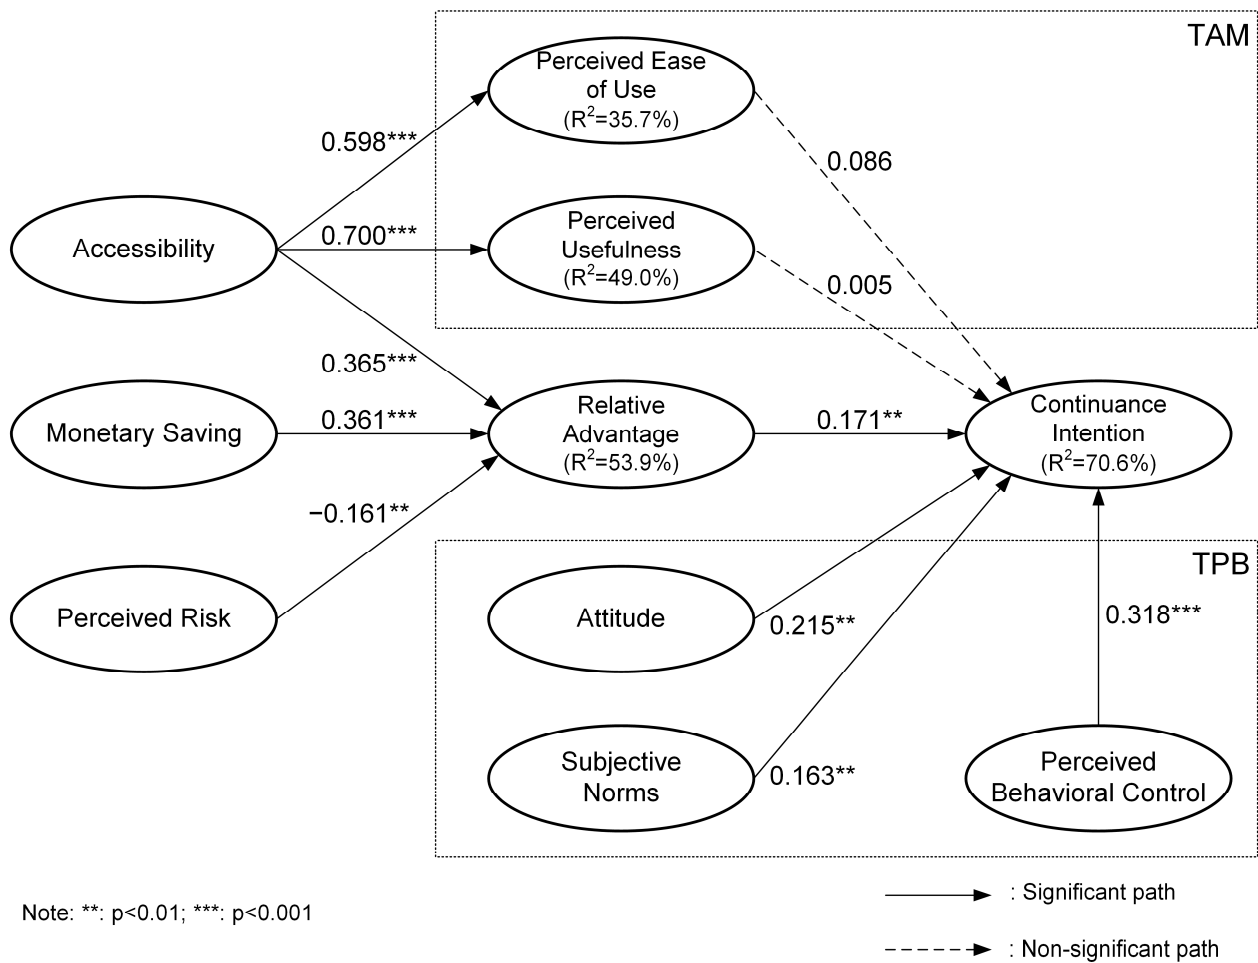 TAM
Perceived Ease
of Use
(R²=35.7%)
0.598***
0.086
Perceived
Usefulness
(R²=49.0%)
Accessibility
0.700***
0.005
0.365***
Relative
Advantage
(R²=53.9%)
Monetary Saving
0.361***
0.171**
Continuance
Intention
(R²=70.6%)
−0.161**
TPB
Perceived Risk
Attitude
0.215**
0.318***
Subjective
Norms
0.163**
Perceived
Behavioral Control
Note: **: p<0.01; ***: p<0.001
: Significant path
: Non-significant path